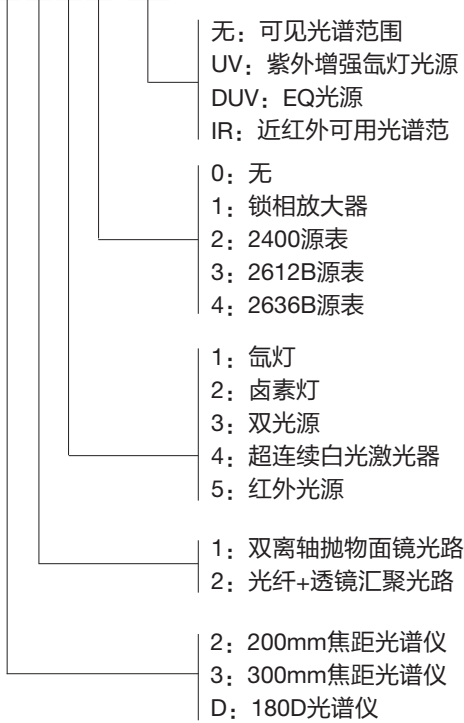 无：可见光谱范围
UV：紫外增强氙灯光源
DUV：EQ光源
IR：近红外可用光谱范
0：无
1：锁相放大器
2：2400源表
3：2612B源表
4：2636B源表
1：氙灯
2：卤素灯
3：双光源
4：超连续白光激光器
5：红外光源
1：双离轴抛物面镜光路
2：光纤+透镜汇聚光路
2：200mm焦距光谱仪
3：300mm焦距光谱仪
D：180D光谱仪